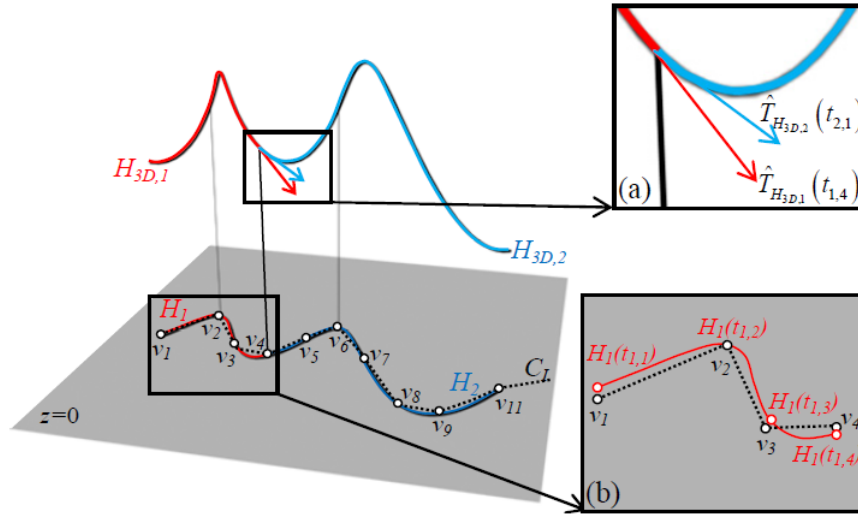 H3D,1
H3D,2
T̂H3D,2 (t2,1)
T̂H3D,1 (t1,4)
(a)
H1
v1
v2
v3
v4
v5
v6
v7
v8
v9
v11
H2
CL
z=0
H1(t1,1)
H1(t1,2)
H1(t1,3)
H1(t1,4)
v1
v2
v3
v4
(b)